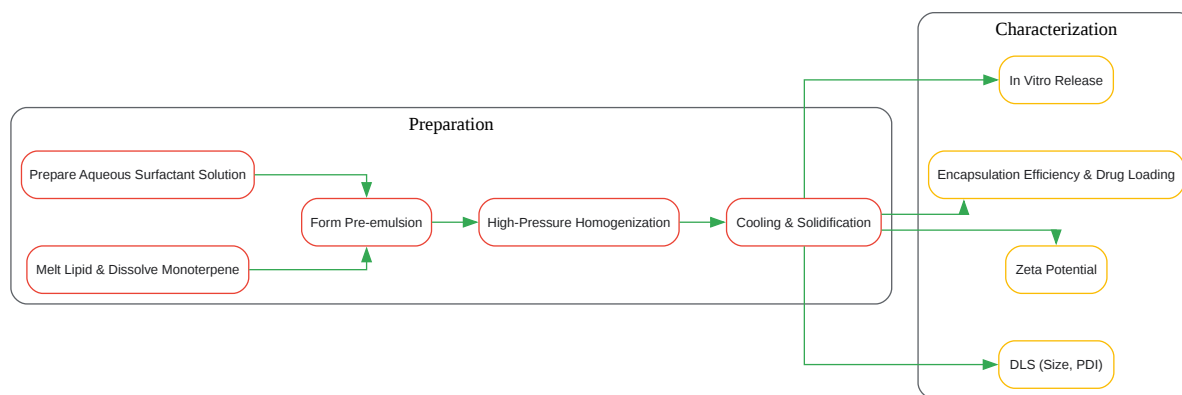 Characterization
In Vitro Release
Preparation
Prepare Aqueous Surfactant Solution
Encapsulation Efficiency & Drug Loading
Form Pre-emulsion
High-Pressure Homogenization
Cooling & Solidification
Melt Lipid & Dissolve Monoterpene
Zeta Potential
DLS (Size, PDI)